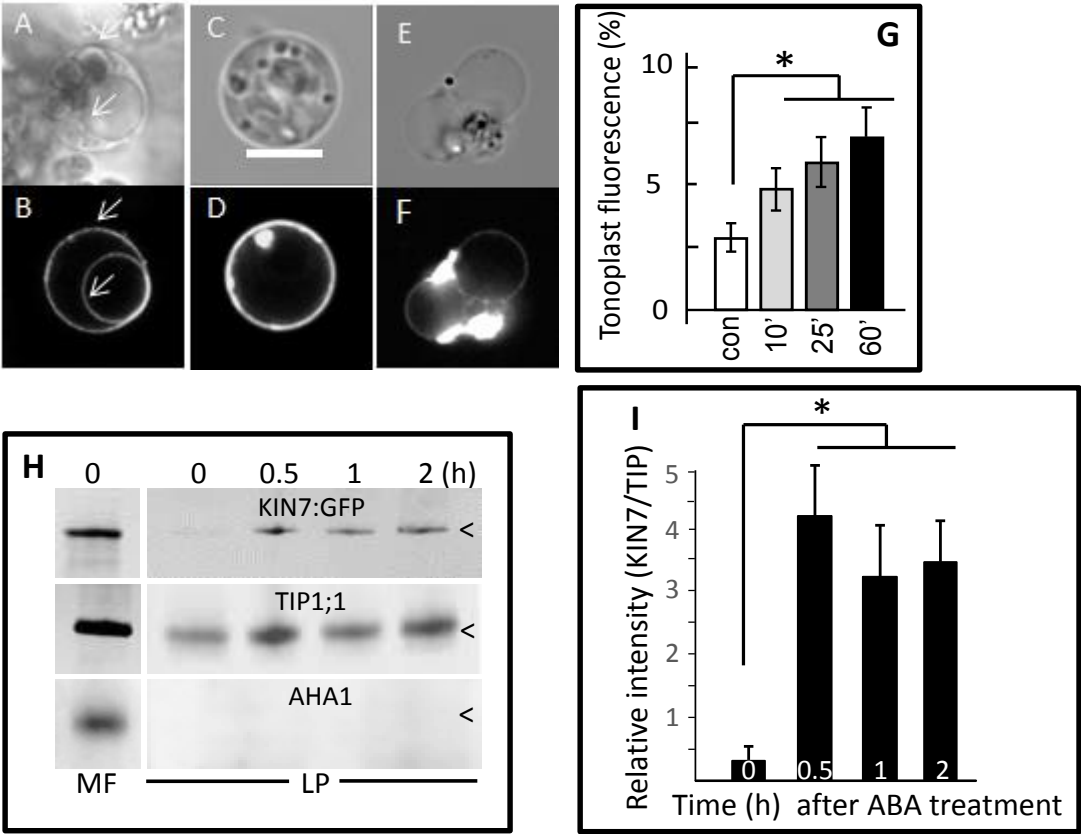 A
C
E
B
D
F
G
Tonoplast fluorescence (%)
*
10
5
0
con
10’
25’
60’
H
0
0 0.5 1 2 (h)
KIN7:GFP
<
TIP1;1
<
AHA1
<
MF
LP
I
Relative intensity (KIN7/TIP)
*
5
4
3
2
1
0 0.5 1 2
Time (h) after ABA treatment